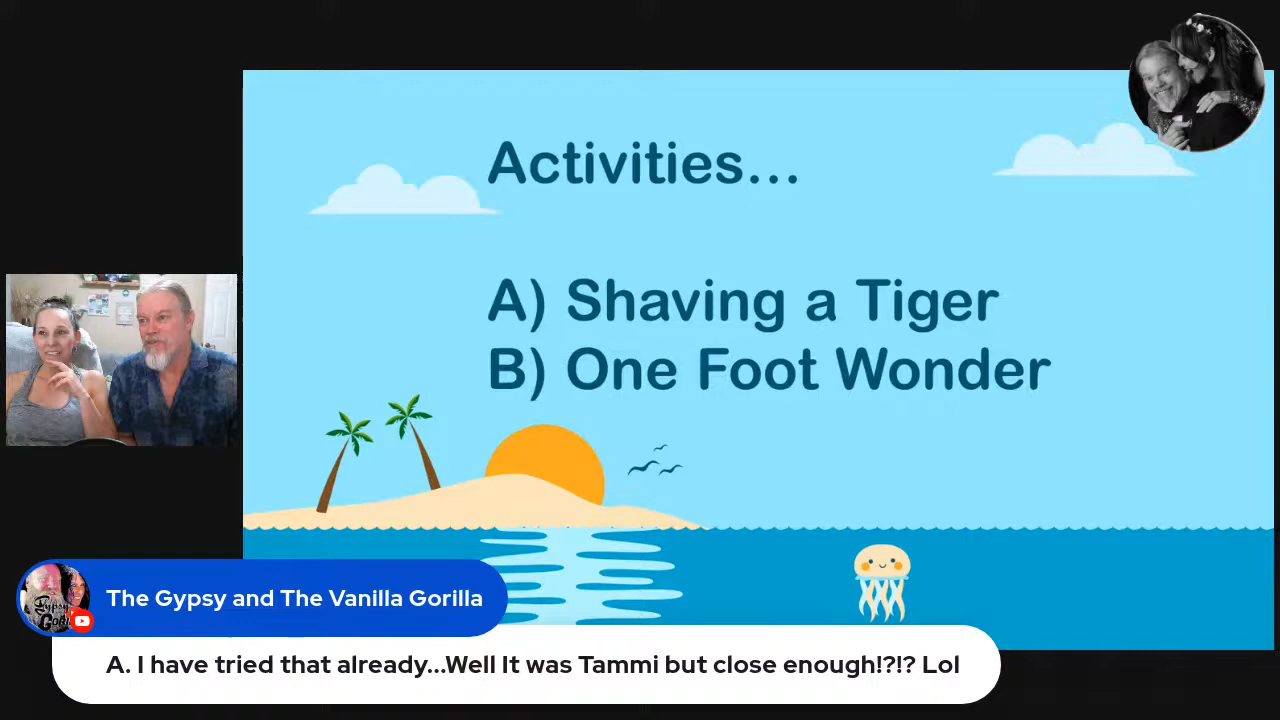 Activities...
A) Shaving a Tiger
B) One Foot Wonder
The Gypsy and The Vanilla Gorilla
A. I have tried that already...Well It was Tammi but close enough!?!? Lol